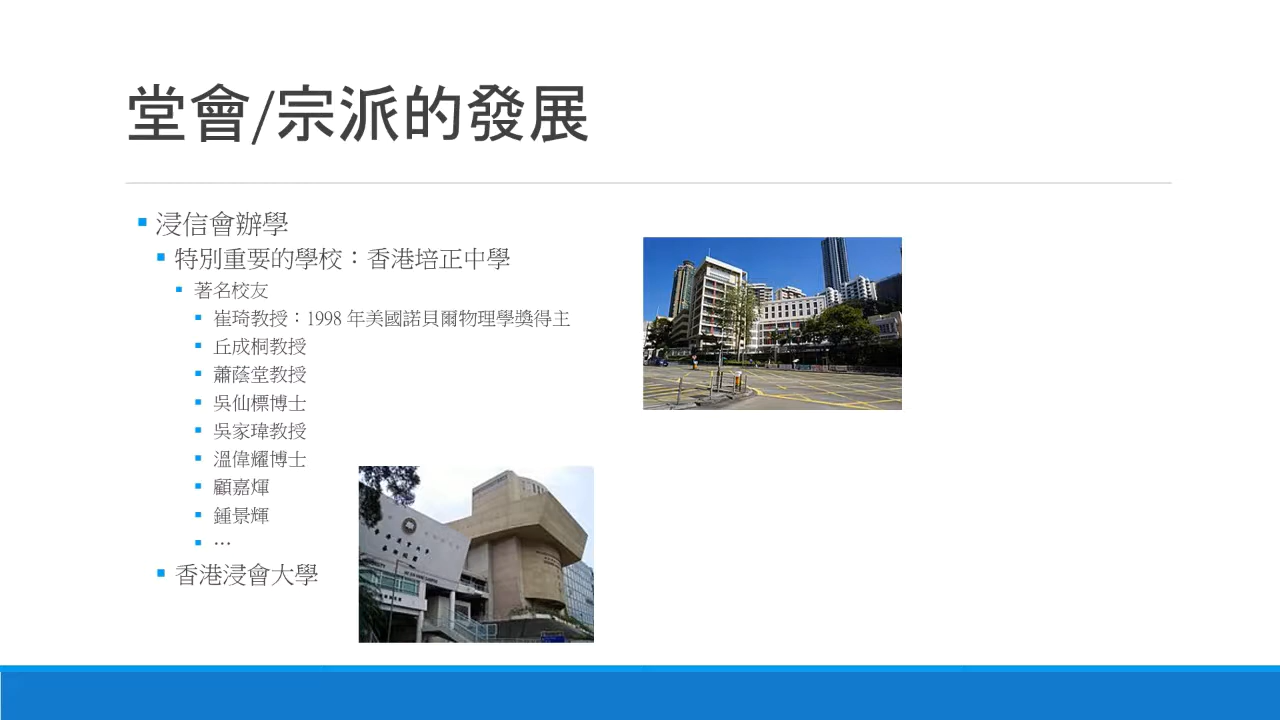 堂會/宗派的發展
浸信會辦學
特別重要的學校：香港培正中學
著名校友
崔琦教授：1998 年美國諾貝爾物理學獎得主
丘成桐教授
蕭蔭堂教授
吳仙標博士
吳家瑋教授
溫偉耀博士
顧嘉煇
鍾景輝
…
香港浸會大學